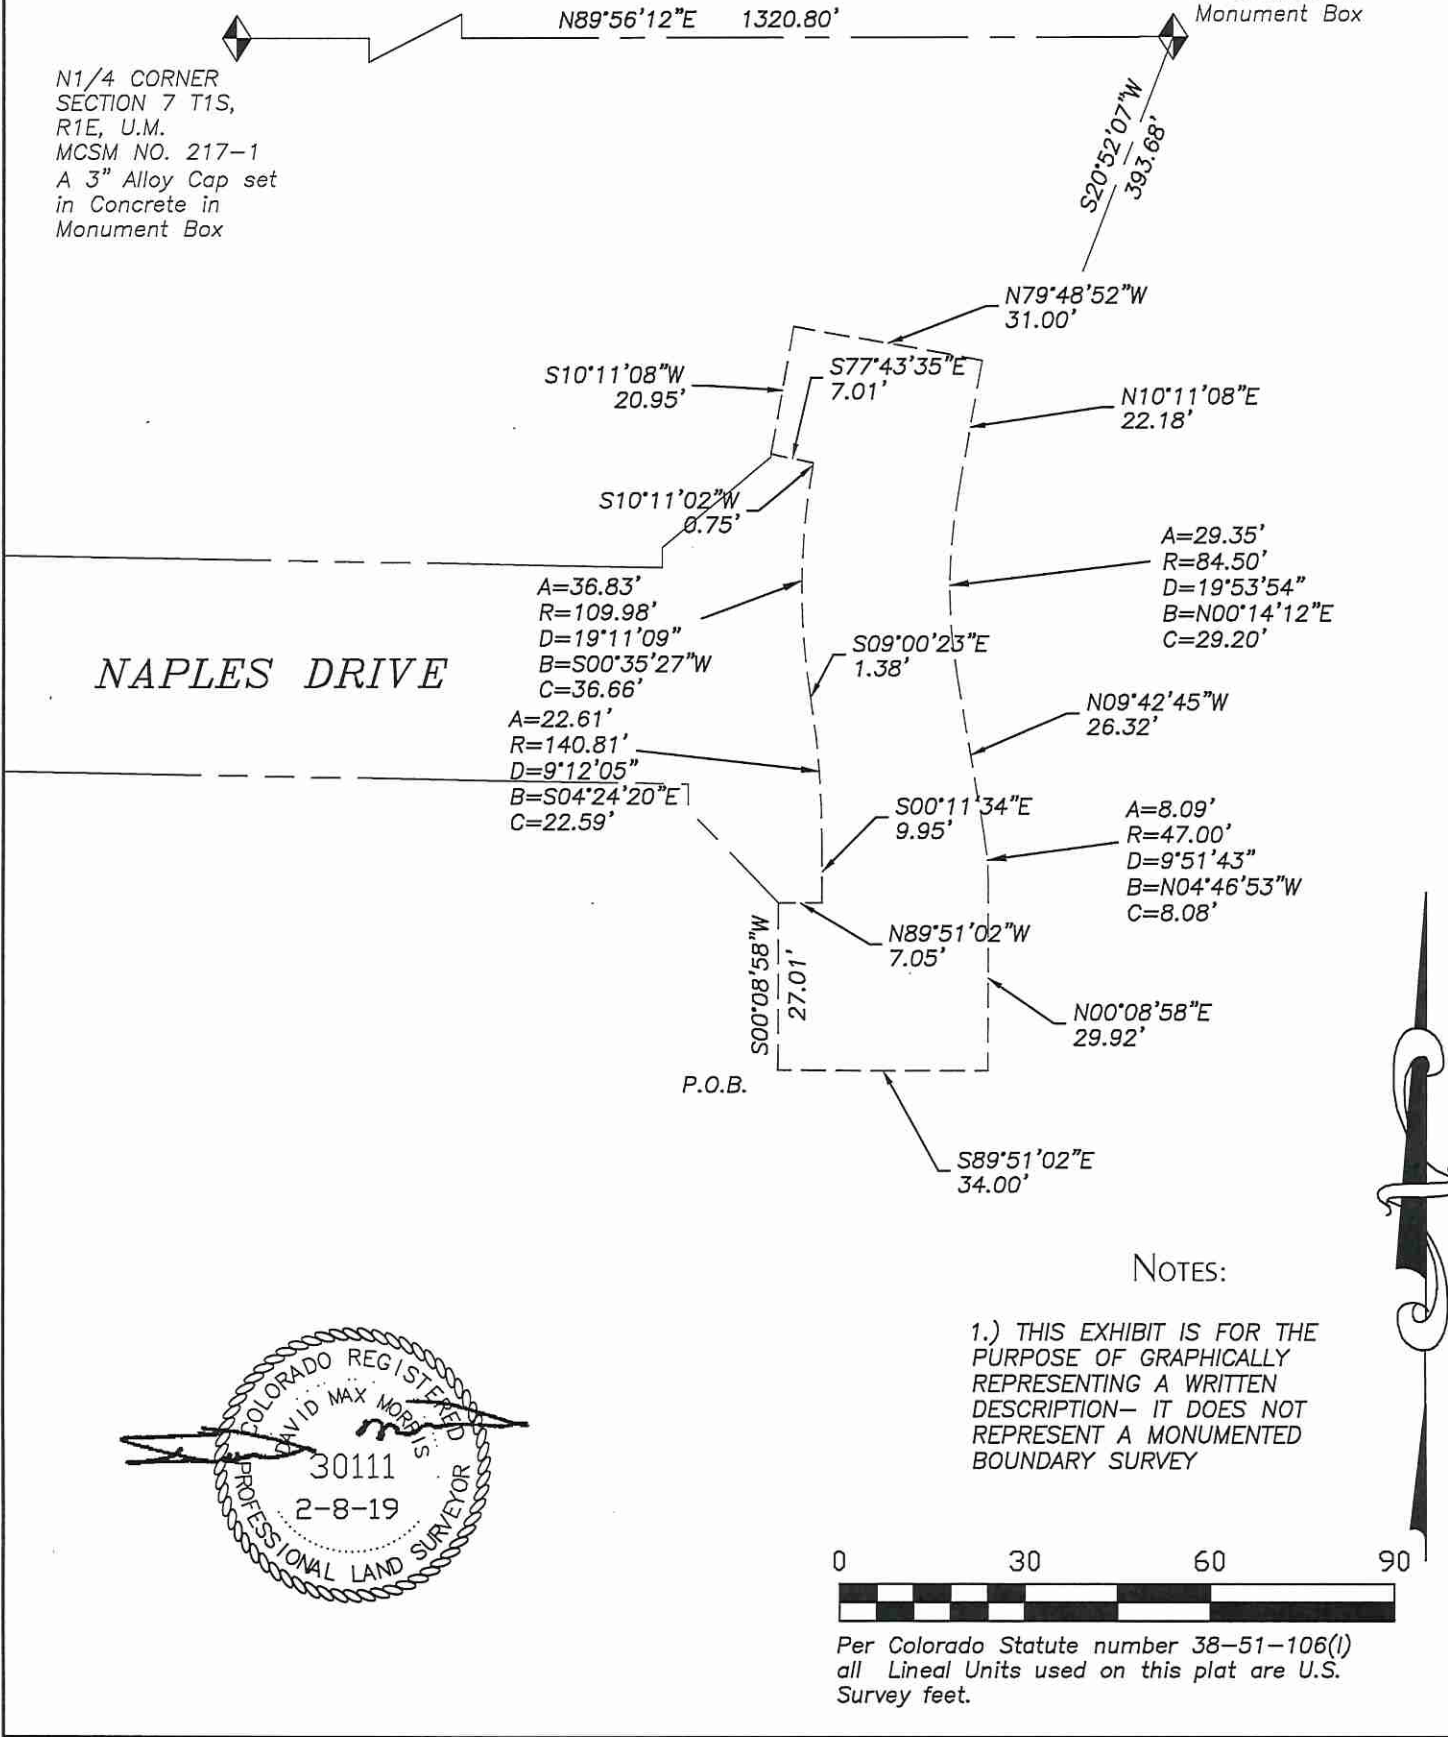 N89°56'12"E 1320.80'
Monument Box
N1/4 CORNER
SECTION 7 T1S,
R1E, U.M.
MCSM NO. 217-1
A 3" Alloy Cap set
in Concrete in
Monument Box
S20°52'07"W
393.68'
N79°48'52"W
31.00'
S10°11'08"W
20.95'
S77°43'35"E
7.01'
N10°11'08"E
22.18'
S10°11'02"W
0.75'
A=29.35'
R=84.50'
D=19°53'54"
B=N00°14'12"E
C=29.20'
A=36.83'
R=109.98'
D=19°11'09"
B=S00°35'27"W
C=36.66'
NAPLES DRIVE
S09°00'23"E
1.38'
N09°42'45"W
26.32'
A=22.61'
R=140.81'
D=9°12'05"
B=S04°24'20"E
C=22.59'
S00°11'34"E
9.95'
A=8.09'
R=47.00'
D=9°51'43"
B=N04°46'53"W
C=8.08'
N89°51'02"W
7.05'
S00°08'58"W
27.01'
N00°08'58"E
29.92'
P.O.B.
S89°51'02"E
34.00'
NOTES:
1.) THIS EXHIBIT IS FOR THE
PURPOSE OF GRAPHICALLY
REPRESENTING A WRITTEN
DESCRIPTION– IT DOES NOT
REPRESENT A MONUMENTED
BOUNDARY SURVEY
COLORADO REGISTERED
DAVID MAX MORRIS
30111
2-8-19
PROFESSIONAL LAND SURVEYOR
0 30 60 90
Per Colorado Statute number 38-51-106(l)
all Lineal Units used on this plat are U.S.
Survey feet.